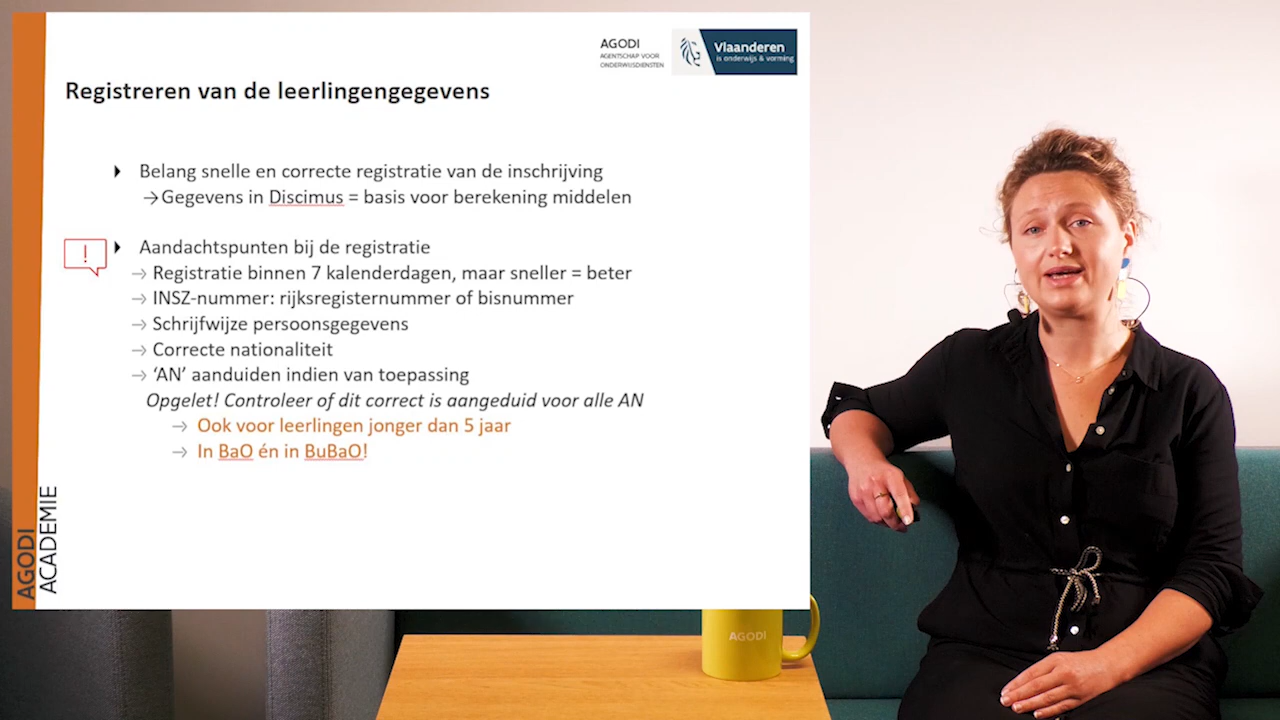 AGODI
AGENTSCHAP VOOR
ONDERWIJSDIENSTEN
Vlaanderen
is onderwijs & vorming
Registreren van de leerlingengegevens
Belang snelle en correcte registratie van de inschrijving
→Gegevens in Discimus = basis voor berekening middelen
!
Aandachtspunten bij de registratie
→ Registratie binnen 7 kalenderdagen, maar sneller = beter
→ INSZ-nummer: rijksregisternummer of bisnummer
→ Schrijfwijze persoonsgegevens
→ Correcte nationaliteit
→ ‘AN’ aanduiden indien van toepassing
Opgelet! Controleer of dit correct is aangeduid voor alle AN
→ Ook voor leerlingen jonger dan 5 jaar
→ In BaO én in BuBaO!
AGODI
ACADEMIE
AGODI